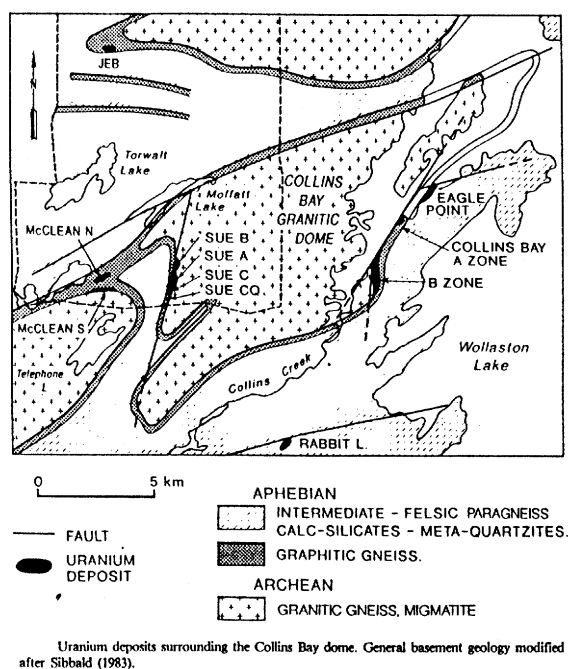 JEB
N
Torwalt
Lake
Moffatt
Lake
COLLINS
BAY
GRANITIC
DOME
EAGLE
POINT
McCLEAN N
SUE B
SUE A
SUE C
SUE CQ
COLLINS BAY
A ZONE
B ZONE
McCLEAN S
Telephone
L.
Collins Creek
Wollaston
Lake
RABBIT L.
0 5 km
FAULT
URANIUM
DEPOSIT
APHEBIAN
INTERMEDIATE - FELSIC PARAGNEISS
CALC-SILICATES - META-QUARTZITES.
GRAPHITIC GNEISS.
ARCHEAN
GRANITIC GNEISS, MIGMATITE
Uranium deposits surrounding the Collins Bay dome. General basement geology modified
after Sibbald (1983).